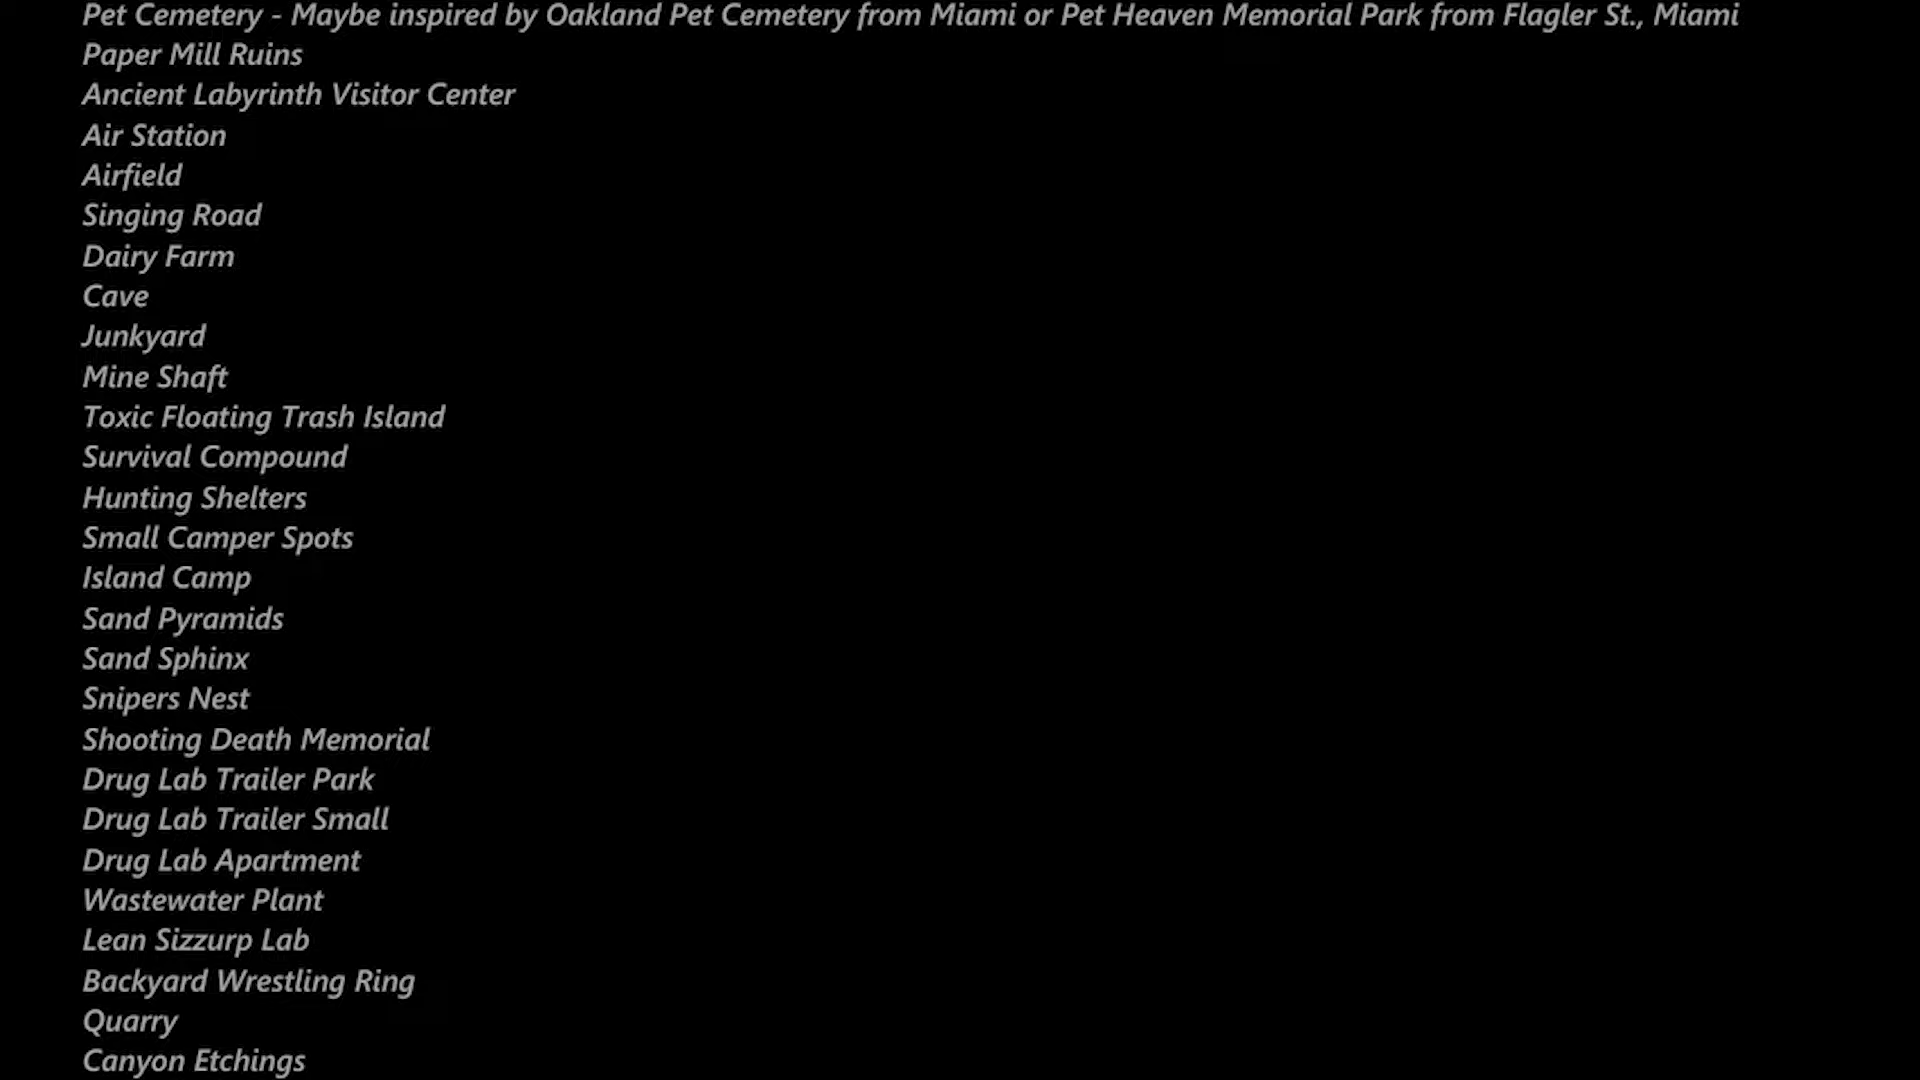 Pet Cemetery - Maybe inspired by Oakland Pet Cemetery from Miami or Pet Heaven Memorial Park from Flagler St., Miami
Paper Mill Ruins
Ancient Labyrinth Visitor Center
Air Station
Airfield
Singing Road
Dairy Farm
Cave
Junkyard
Mine Shaft
Toxic Floating Trash Island
Survival Compound
Hunting Shelters
Small Camper Spots
Island Camp
Sand Pyramids
Sand Sphinx
Snipers Nest
Shooting Death Memorial
Drug Lab Trailer Park
Drug Lab Trailer Small
Drug Lab Apartment
Wastewater Plant
Lean Sizzurp Lab
Backyard Wrestling Ring
Quarry
Canyon Etchings